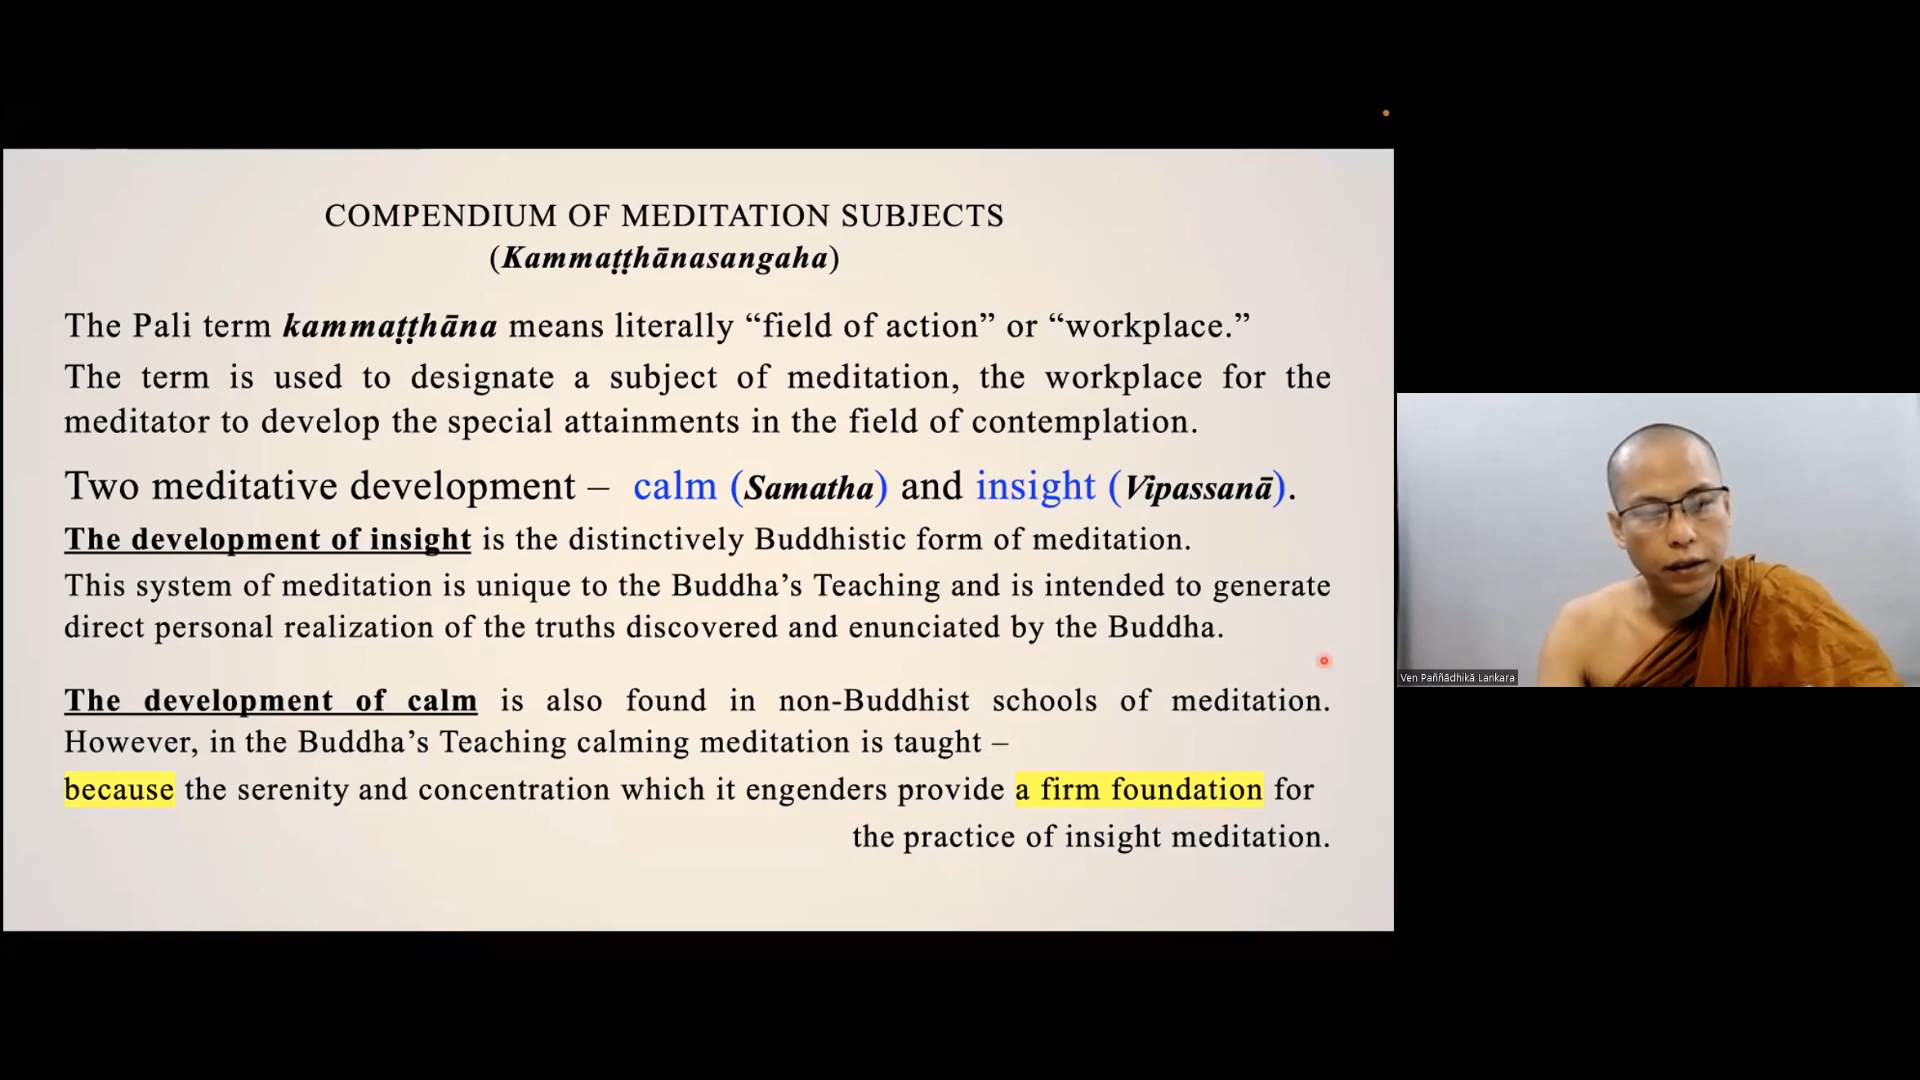 COMPENDIUM OF MEDITATION SUBJECTS
(Kammaṭṭhānasangaha)
The Pali term kammaṭṭhāna means literally “field of action” or “workplace.”
The term is used to designate a subject of meditation, the workplace for the
meditator to develop the special attainments in the field of contemplation.
Two meditative development – calm (Samatha) and insight (Vipassanā).
The development of insight is the distinctively Buddhistic form of meditation.
This system of meditation is unique to the Buddha’s Teaching and is intended to generate
direct personal realization of the truths discovered and enunciated by the Buddha.
The development of calm is also found in non-Buddhist schools of meditation.
However, in the Buddha’s Teaching calming meditation is taught –
because the serenity and concentration which it engenders provide a firm foundation for
the practice of insight meditation.
Ven Paññādhikā Lankara